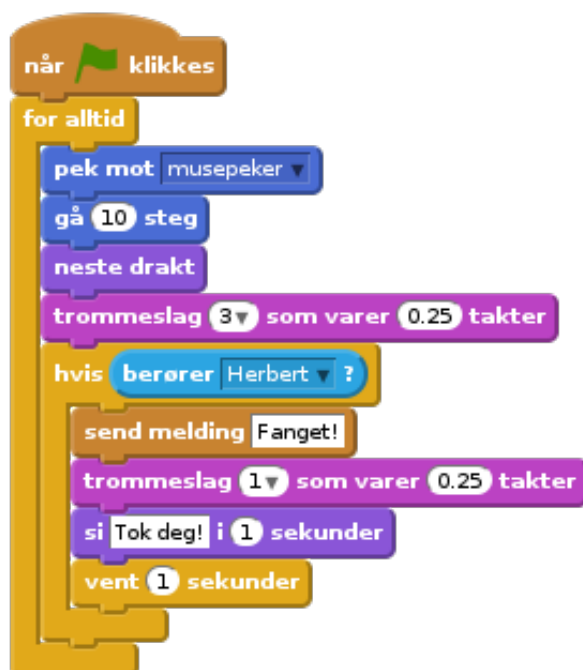 når klikkes
for alltid
pek mot musepeker
gå 10 steg
neste drakt
trommeslag 3 som varer 0.25 takter
hvis berører Herbert ?
send melding Fanget!
trommeslag 1 som varer 0.25 takter
si Tok deg! i 1 sekunder
vent 1 sekunder